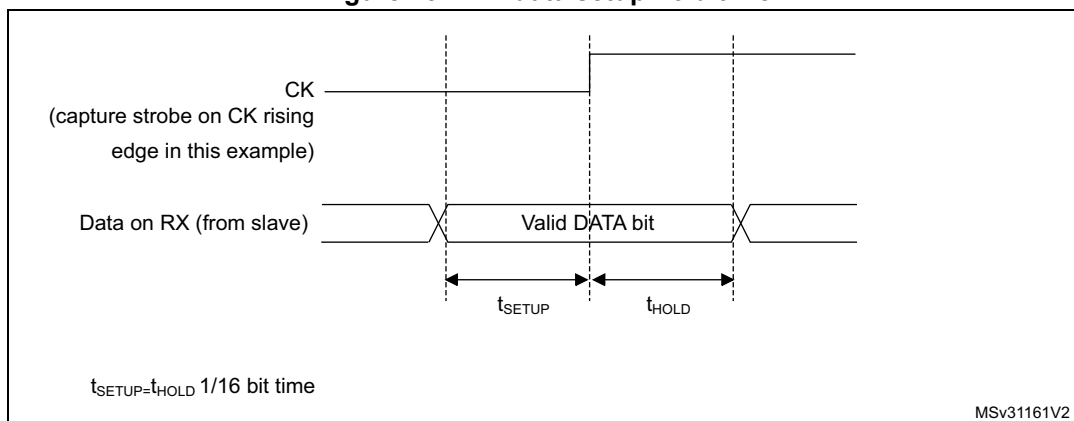 CK
(capture strobe on CK rising
edge in this example)
Data on RX (from slave)
Valid DATA bit
tSETUP
tHOLD
tSETUP=tHOLD 1/16 bit time
MSv31161V2